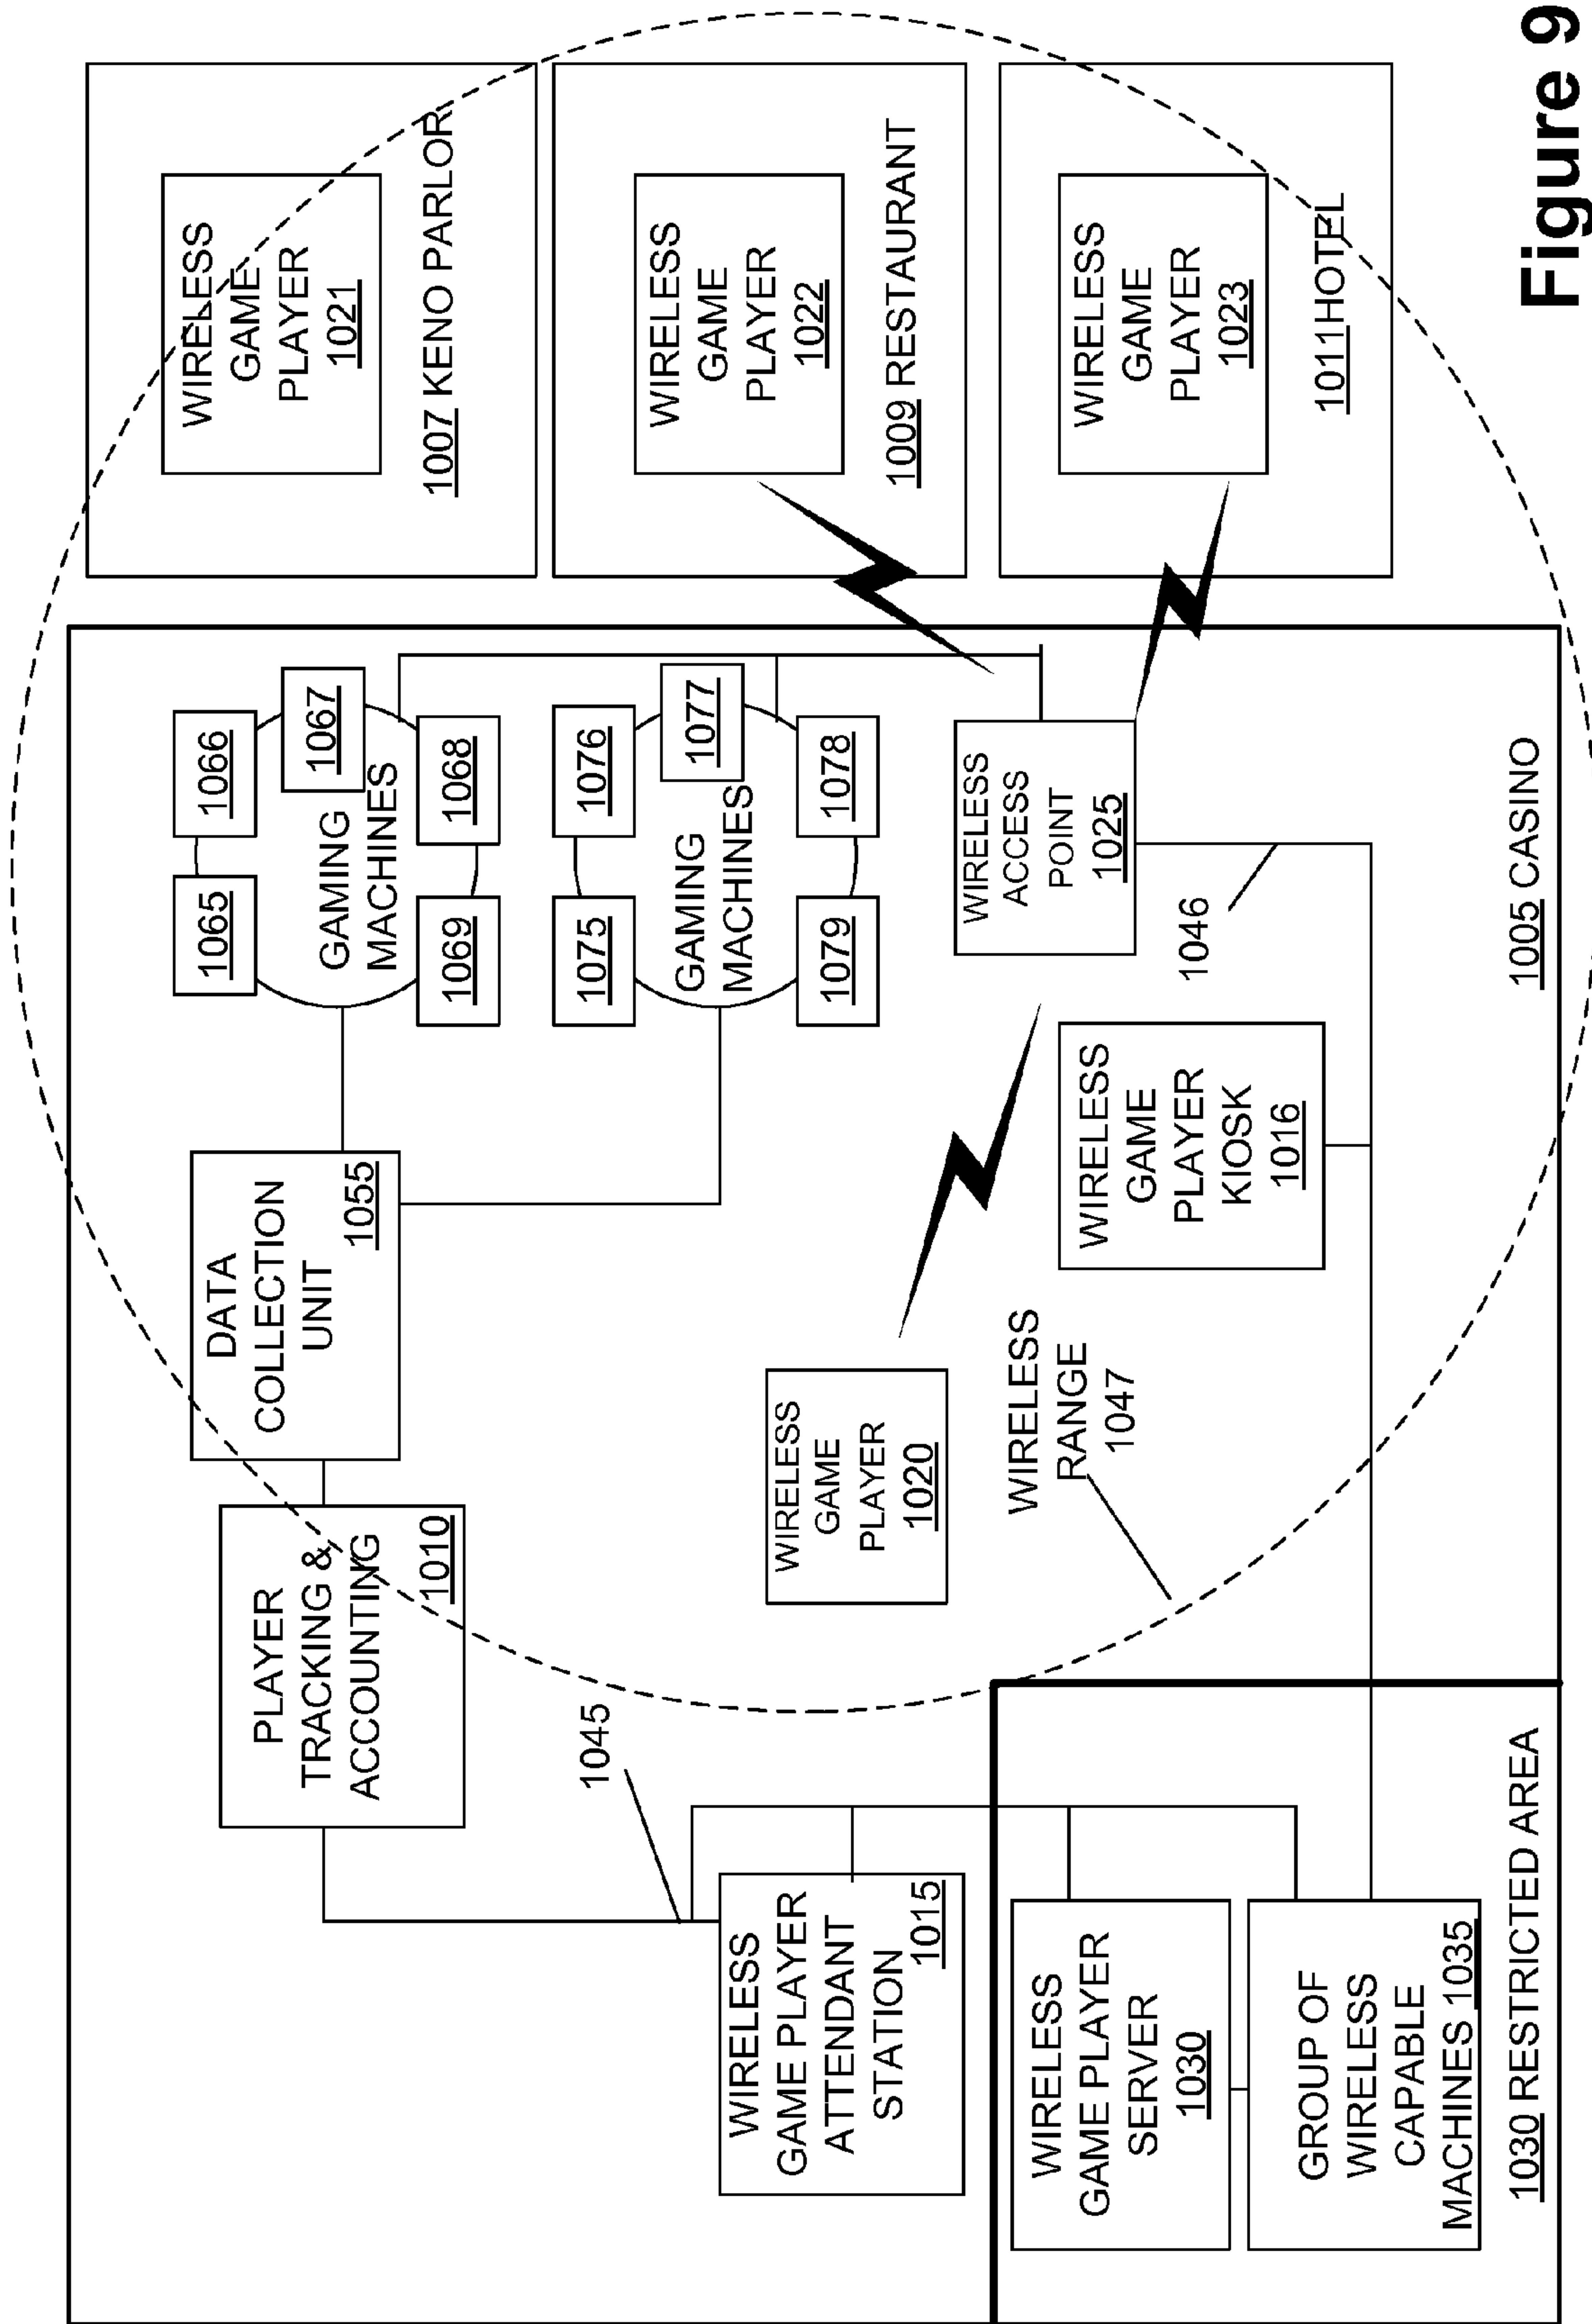 PLAYER
TRACKING &
ACCOUNTING
1010
DATA
COLLECTION
UNIT
1055
1065
1066
1067
GAMING
MACHINES
1068
1069
1075
1076
1077
GAMING
MACHINES
1078
1079
WIRELESS
GAME
PLAYER
1021
1007 KENO PARLOR
WIRELESS
GAME
PLAYER
1022
1009 RESTAURANT
WIRELESS
GAME
PLAYER
1023
1011HOTEL
1045
WIRELESS
GAME PLAYER
ATTENDANT
STATION
1015
WIRELESS
GAME
PLAYER
1020
WIRELESS
ACCESS
POINT
1025
WIRELESS
RANGE
1047
WIRELESS
GAME
PLAYER
KIOSK
1016
1046
WIRELESS
GAME PLAYER
SERVER
1030
GROUP OF
WIRELESS
CAPABLE
MACHINES 1035
1030 RESTRICTED AREA
1005 CASINO
Figure 9